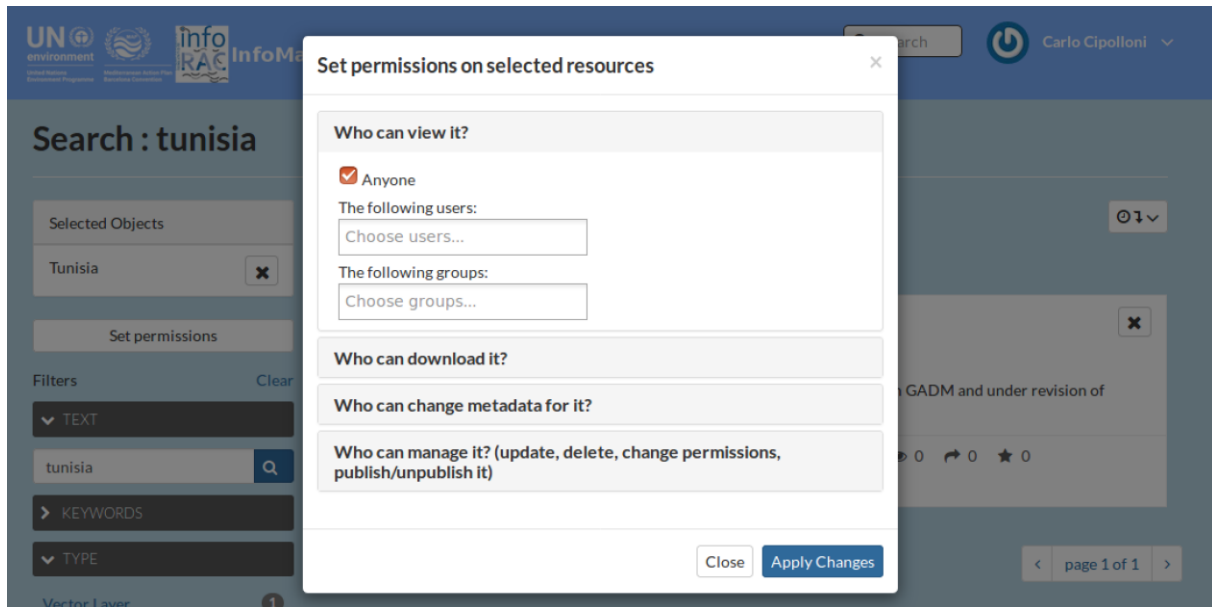 UN
environment
info
RAC
InfoMa
arch
Carlo Cipolloni
Set permissions on selected resources
×
Search : tunisia
Who can view it?
Anyone
Selected Objects
The following users:
Choose users...
Tunisia
The following groups:
Choose groups...
Set permissions
Who can download it?
Filters
Clear
GADM and under revision of
Who can change metadata for it?
TEXT
Who can manage it? (update, delete, change permissions,
publish/unpublish it)
0 0 0
tunisia
KEYWORDS
TYPE
Close
Apply Changes
< page 1 of 1 >
Vector Layer
1